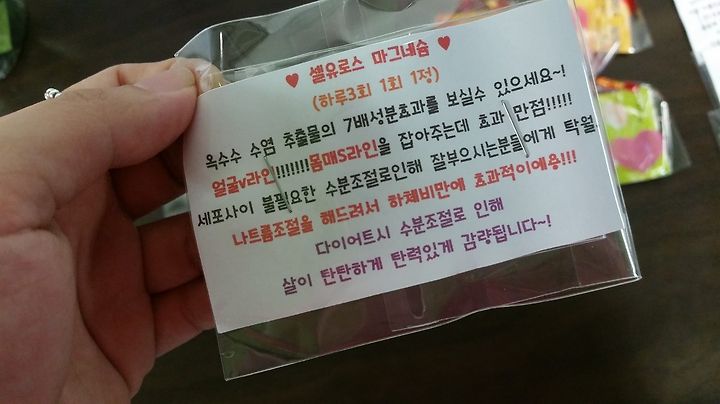 ♥ 셀유로스 마그네슘 ♥
(하루3회 1회 1정)
옥수수 수염 추출물의 7배성분효과를 보실수 있으세요~!
얼굴v라인!!!!!!!몸매S라인을 잡아주는데 효과 만점!!!!!
세포사이 불필요한 수분조절로인해 잘부으시는분들에게 탁월
나트륨조절을 해드려서 하체비만에 효과적이에용!!!
다이어트시 수분조절로 인해
살이 탄탄하게 탄력있게 감량됩니다~!